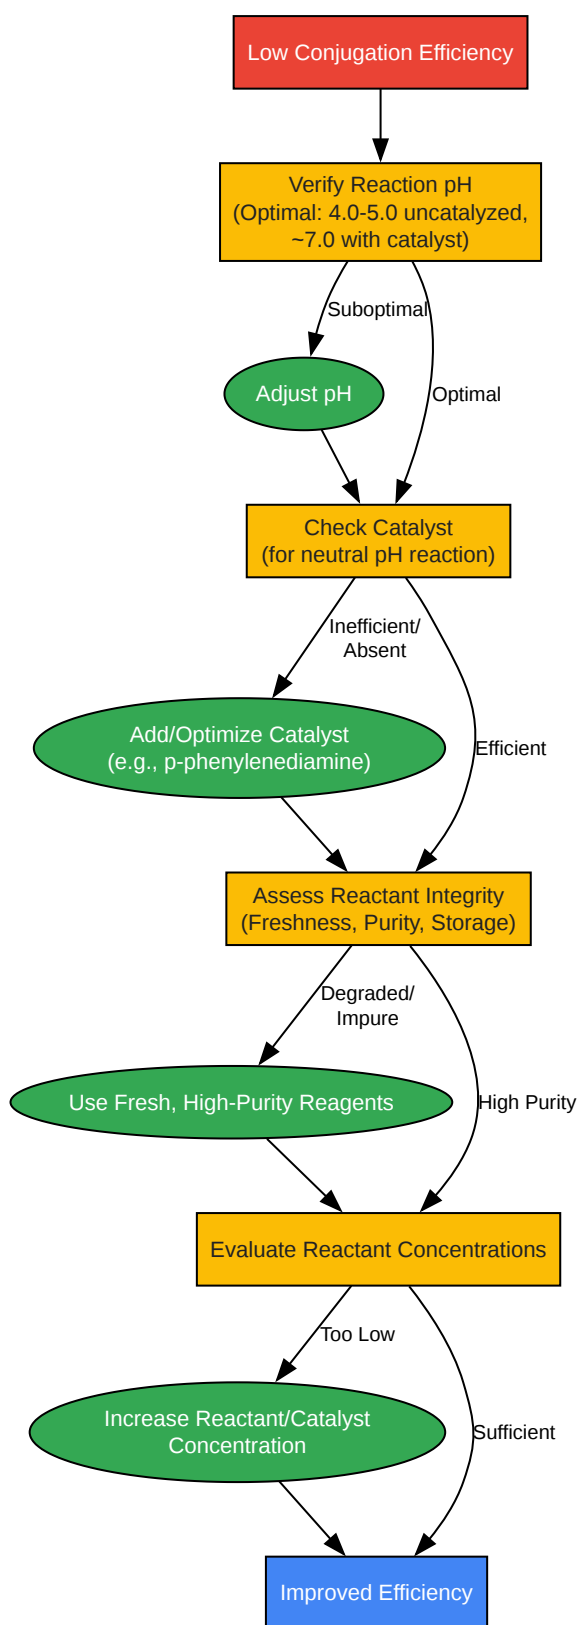 Low Conjugation Efficiency
Verify Reaction pH
(Optimal: 4.0-5.0 uncatalyzed,
~7.0 with catalyst)
Suboptimal
Adjust pH
Optimal
Check Catalyst
(for neutral pH reaction)
Inefficient/
Absent
Add/Optimize Catalyst
(e.g., p-phenylenediamine)
Efficient
Assess Reactant Integrity
(Freshness, Purity, Storage)
Degraded/
Impure
Use Fresh, High-Purity Reagents
High Purity
Evaluate Reactant Concentrations
Too Low
Increase Reactant/Catalyst
Concentration
Sufficient
Improved Efficiency